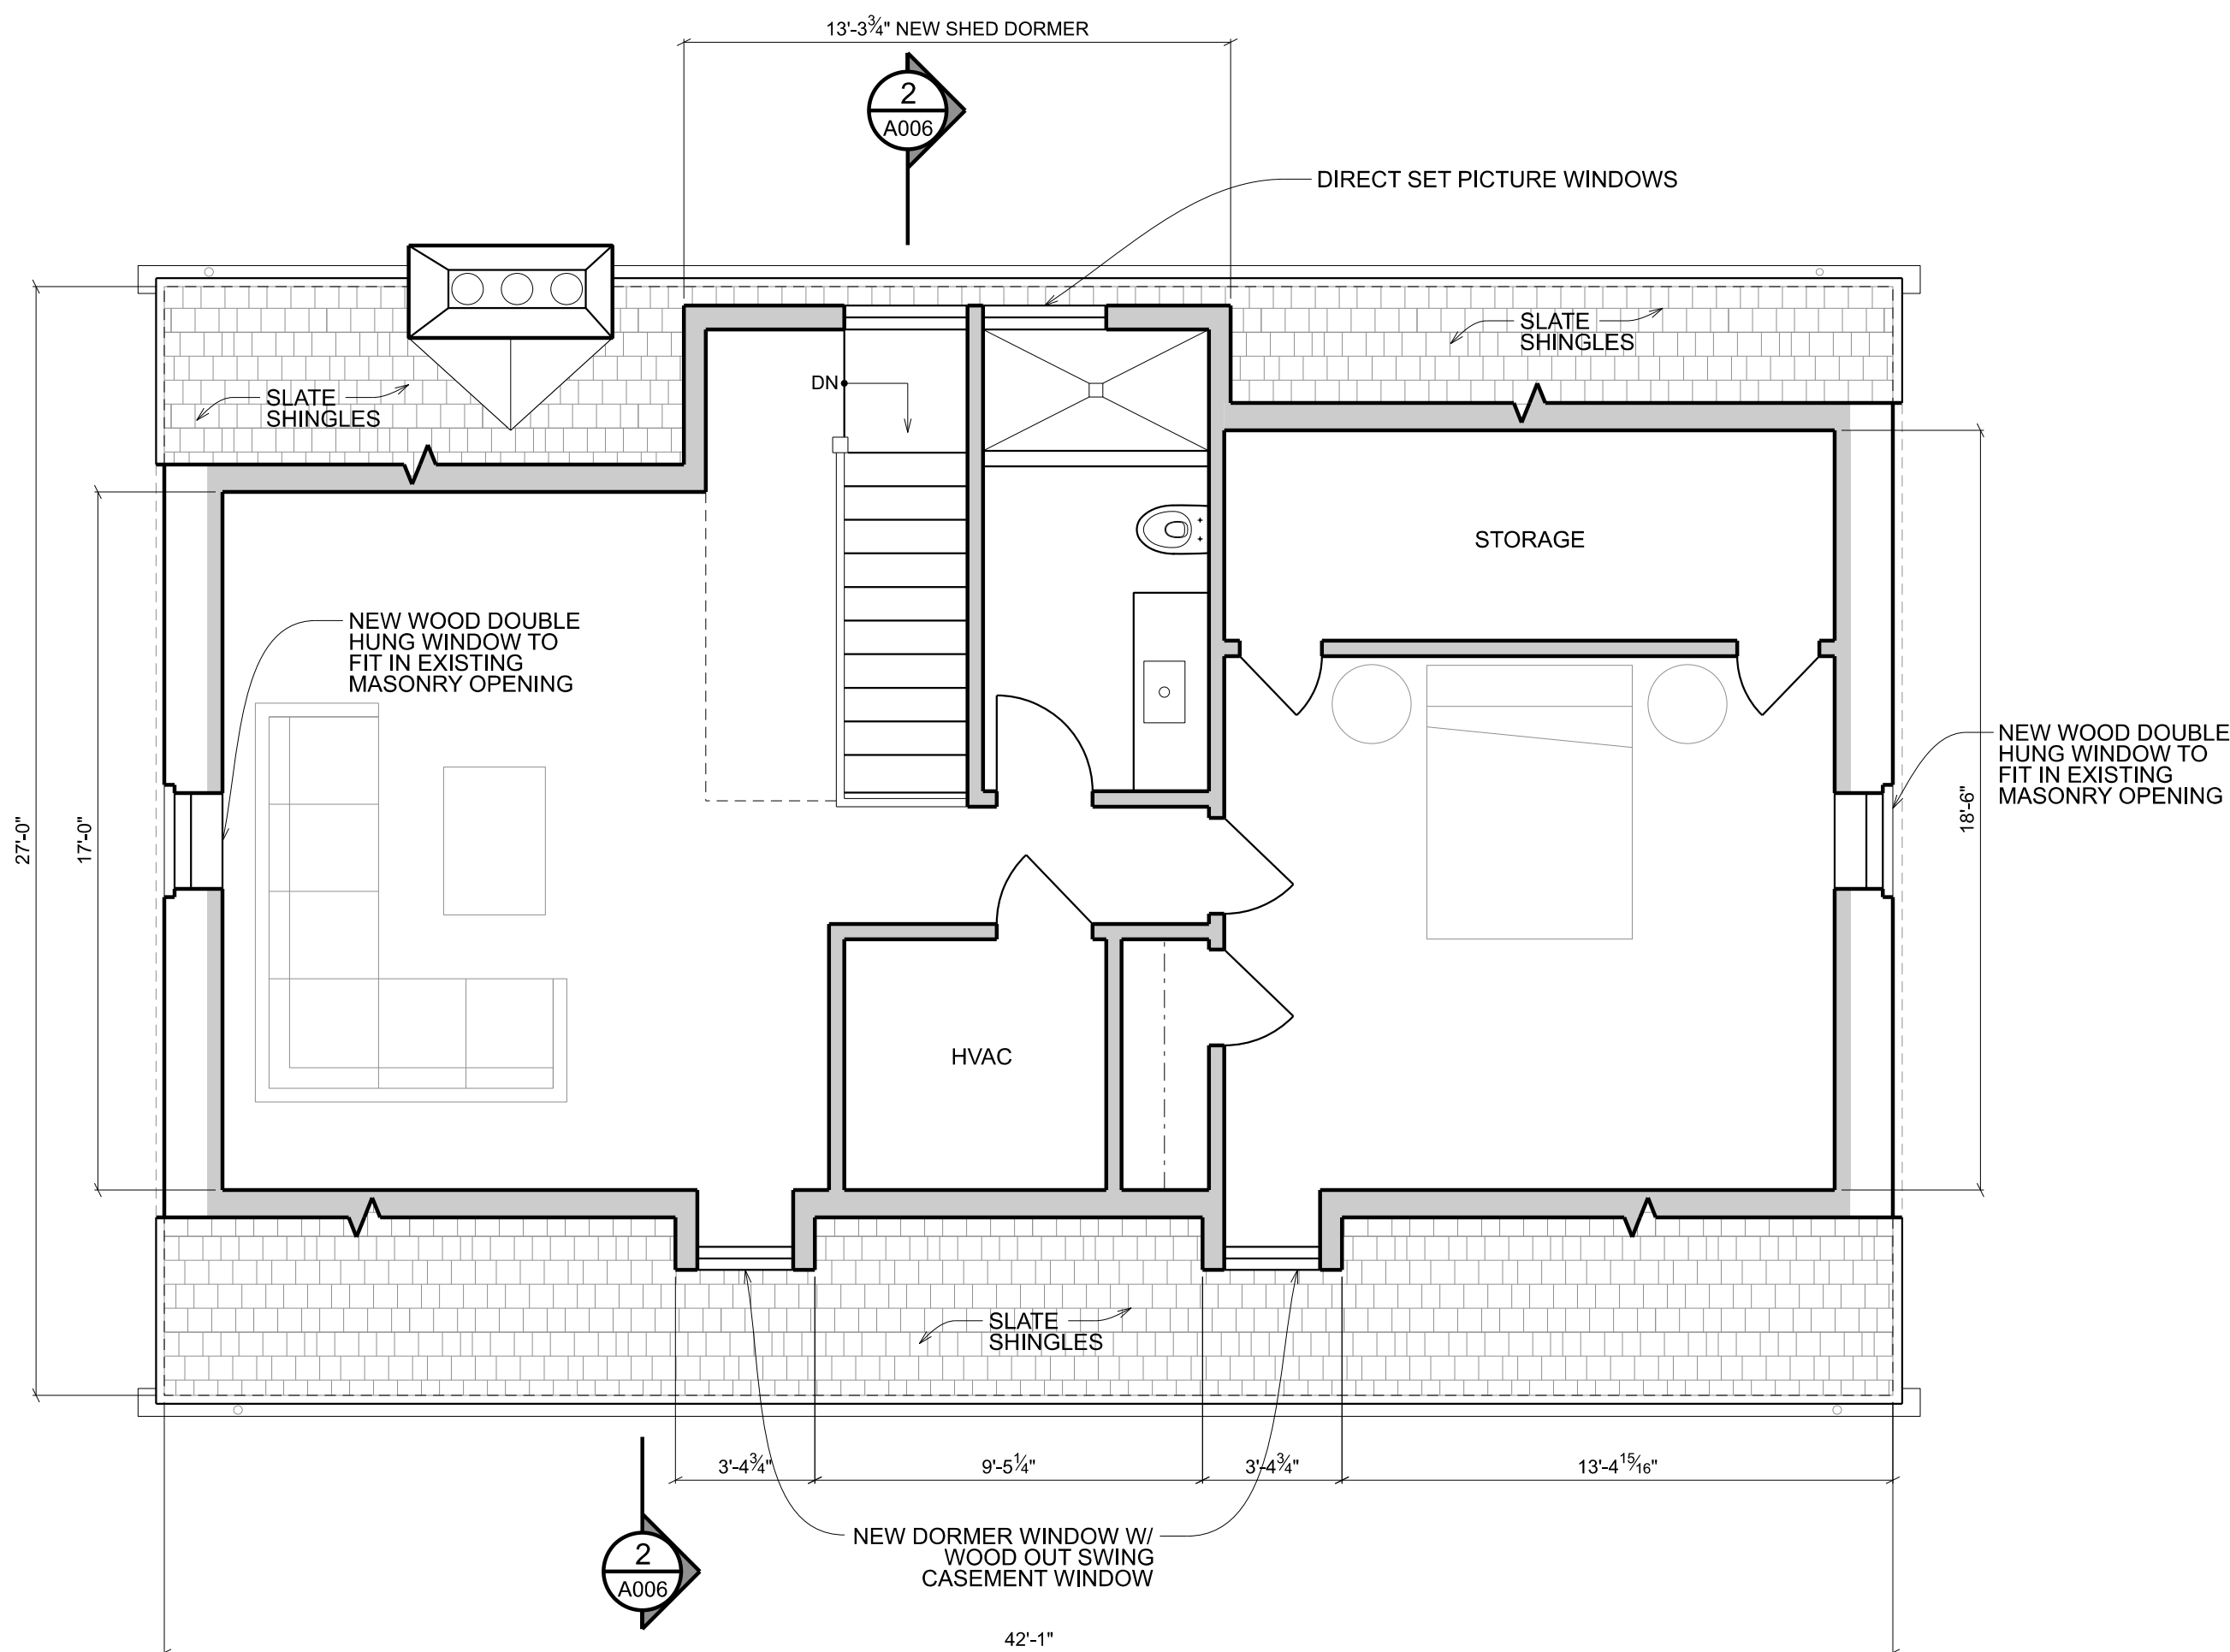 13'-3¾" NEW SHED DORMER
2
A006
DIRECT SET PICTURE WINDOWS
SLATE
SHINGLES
DN
SLATE
SHINGLES
STORAGE
NEW WOOD DOUBLE
HUNG WINDOW TO
FIT IN EXISTING
MASONRY OPENING
NEW WOOD DOUBLE
HUNG WINDOW TO
FIT IN EXISTING
MASONRY OPENING
27'-0"
17'-0"
18'-6"
HVAC
SLATE
SHINGLES
3'-4¾"
9'-5¼"
3'-4¾"
13'-4 15/16"
NEW DORMER WINDOW W/
WOOD OUT SWING
CASEMENT WINDOW
2
A006
42'-1"